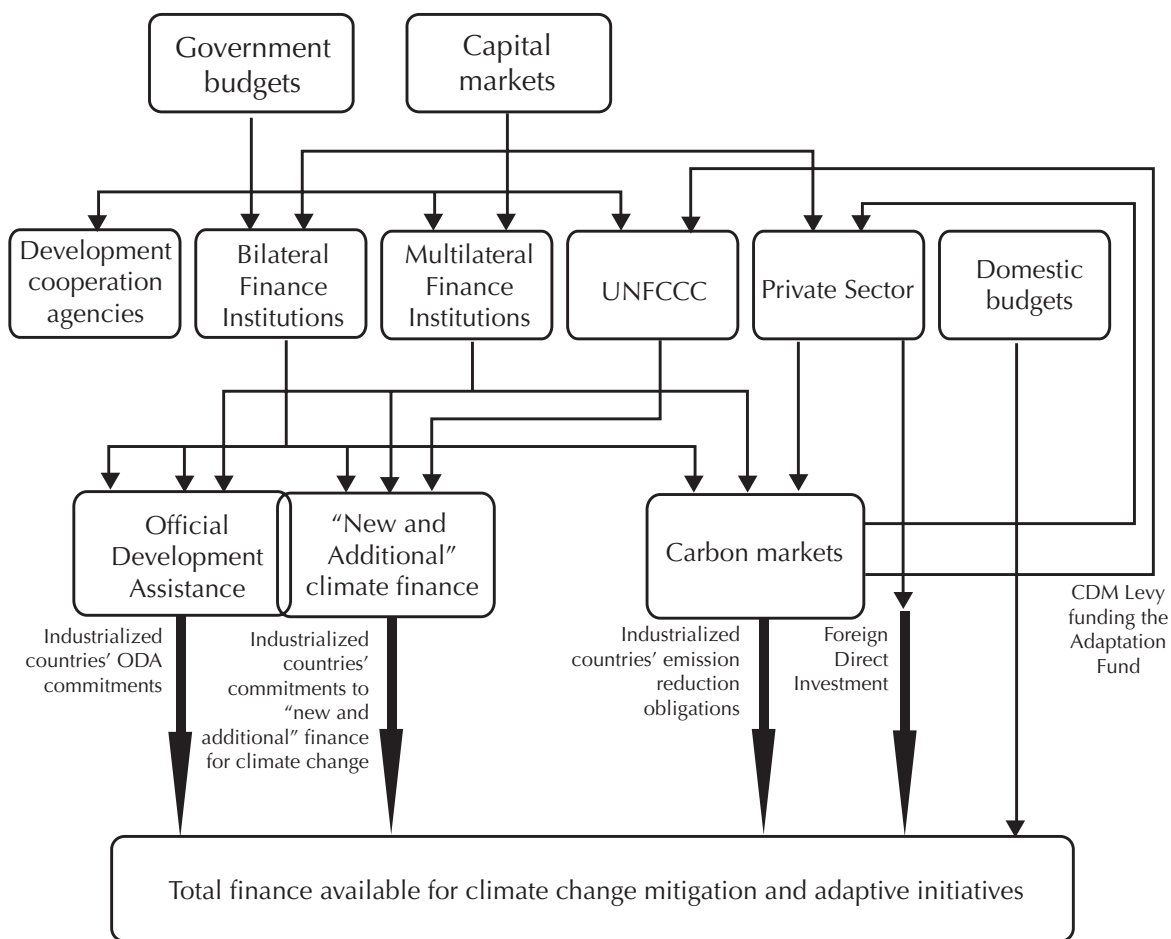 Government
budgets
Capital
markets
Development
cooperation
agencies
Bilateral
Finance
Institutions
Multilateral
Finance
Institutions
UNFCCC
Private Sector
Domestic
budgets
Official
Development
Assistance
“New and
Additional”
climate finance
Carbon markets
Industrialized
countries’ ODA
commitments
Industrialized
countries’
commitments to
“new and
additional” finance
for climate change
Industrialized
countries’ emission
reduction
obligations
Foreign
Direct
Investment
CDM Levy
funding the
Adaptation
Fund
Total finance available for climate change mitigation and adaptive initiatives